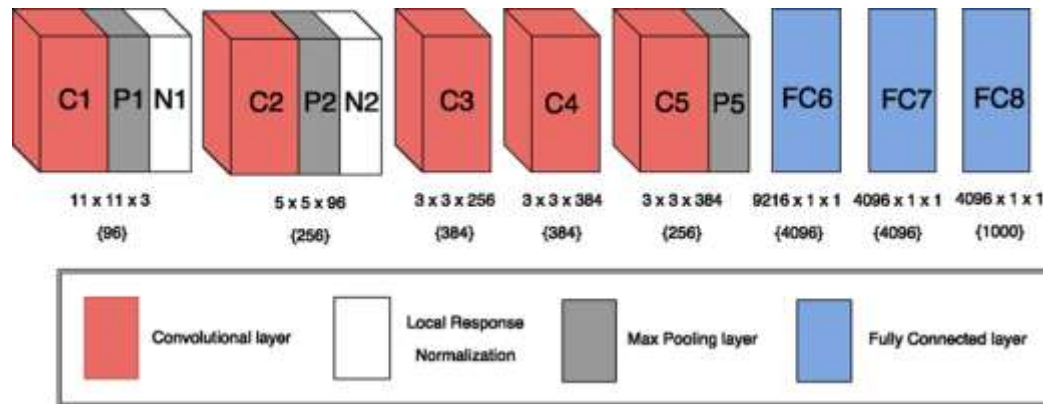 C1 P1 N1 C2 P2 N2 C3 C4 C5 P5 FC6 FC7 FC8
11 x 11 x 3 5 x 5 x 96 3 x 3 x 256 3 x 3 x 384 3 x 3 x 384 9216 x 1 x 1 4096 x 1 x 1 4096 x 1 x 1
{96} {256} {384} {384} {256} {4096} {4096} {1000}
Convolutional layer
Local Response
Normalization
Max Pooling layer
Fully Connected layer